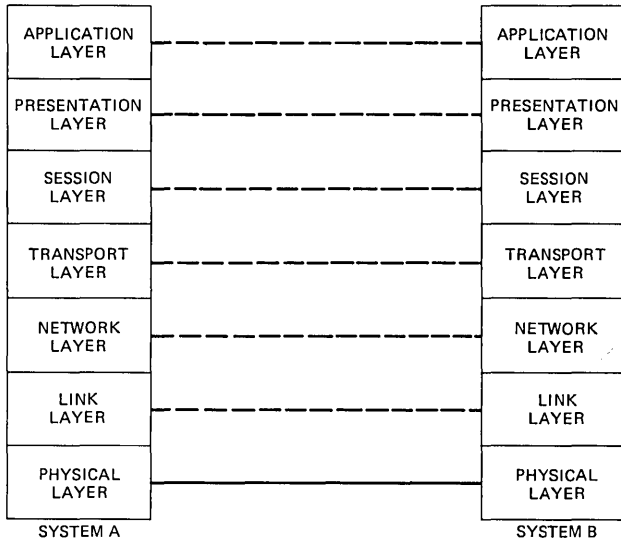 APPLICATION
LAYER
PRESENTATION
LAYER
SESSION
LAYER
TRANSPORT
LAYER
NETWORK
LAYER
LINK
LAYER
PHYSICAL
LAYER
SYSTEM A
APPLICATION
LAYER
PRESENTATION
LAYER
SESSION
LAYER
TRANSPORT
LAYER
NETWORK
LAYER
LINK
LAYER
PHYSICAL
LAYER
SYSTEM B